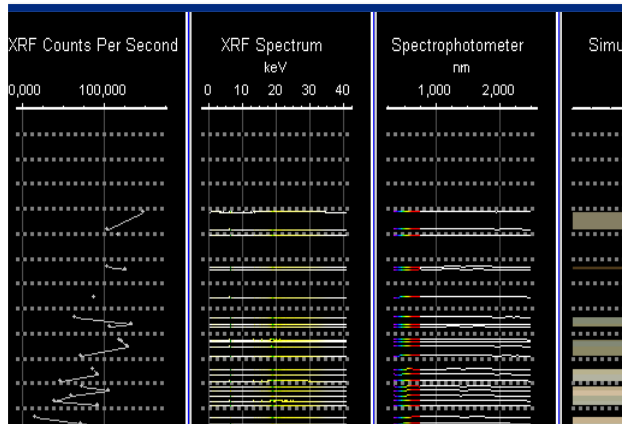 XRF Counts Per Second
0,000 100,000
XRF Spectrum
keV
0 10 20 30 40
Spectrophotometer
nm
1,000 2,000
Simu